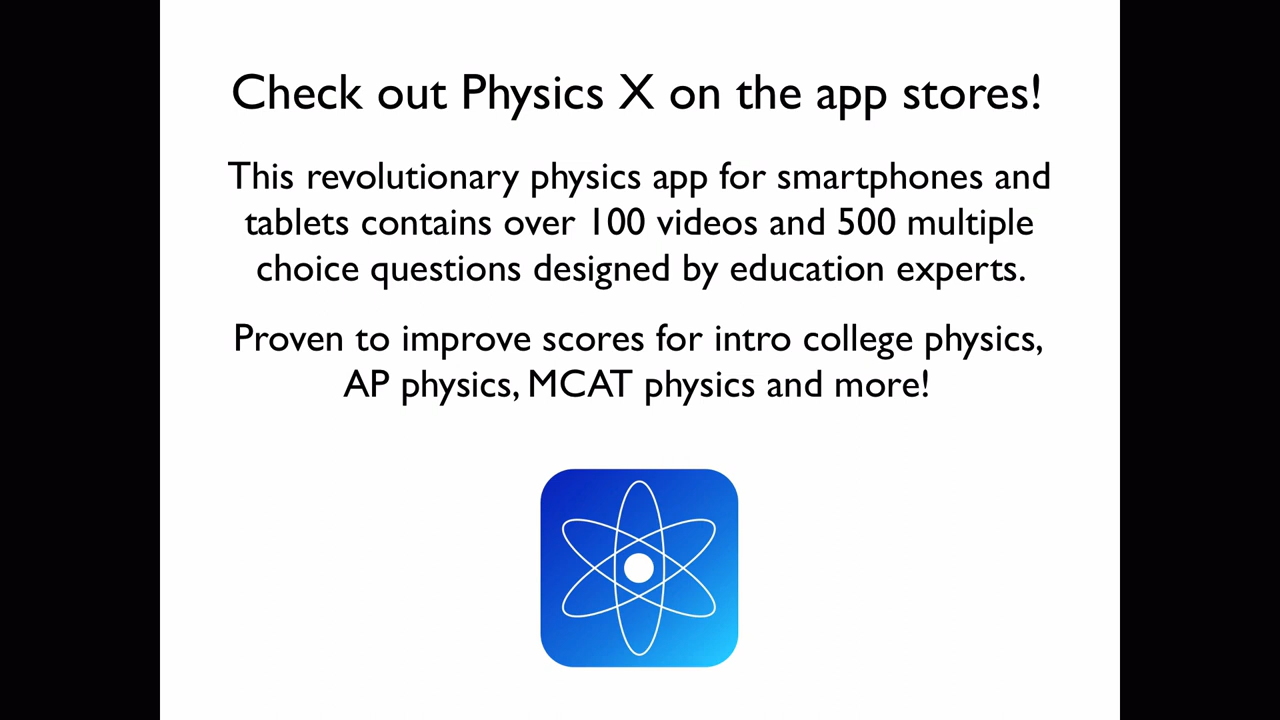 Check out Physics X on the app stores!
This revolutionary physics app for smartphones and
tablets contains over 100 videos and 500 multiple
choice questions designed by education experts.
Proven to improve scores for intro college physics,
AP physics, MCAT physics and more!